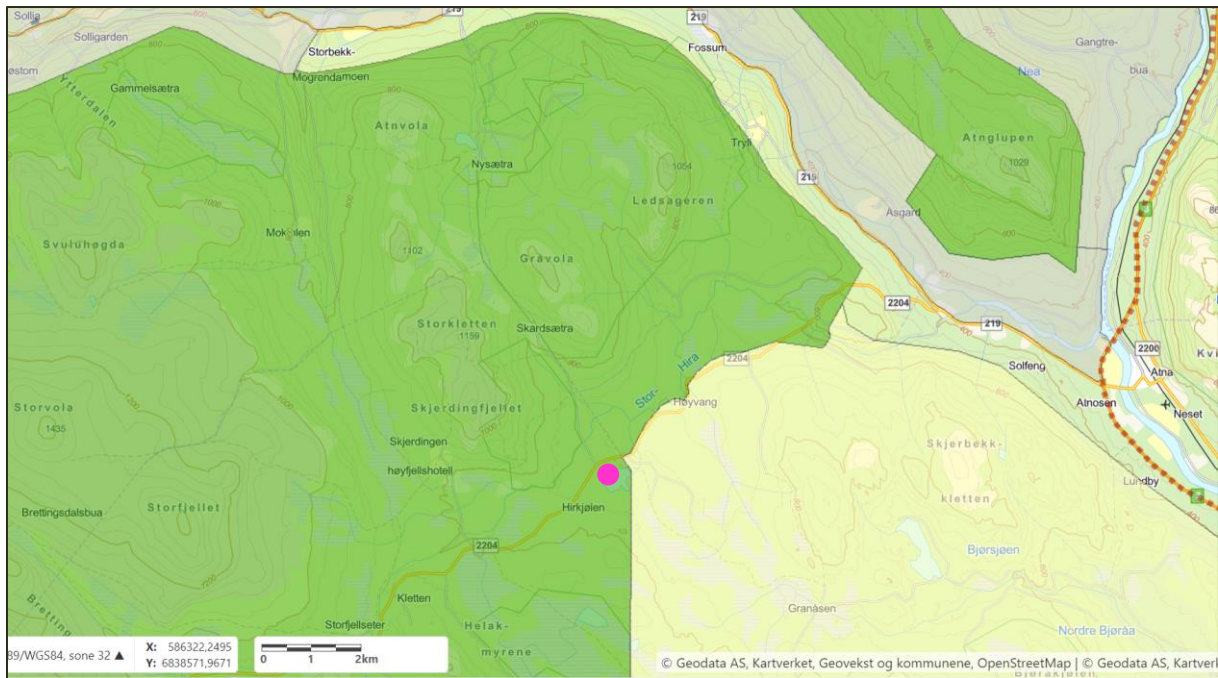 Sollia
219
219
Solligarden
Storbekk-
Fossum
Gangtre-
bua
Nea
Mogrendamoen
Gammelsætra
Ytterdalen
Atnvola
Nysætra
Tryli
Atnglupen
1029
1054
219
Ledsageren
Asgard
Svuluhøgda
1102
Gråvola
2204
219
Storkletten
1159
Skardsætra
2204
Solfeng
2200
Atna
Stor-
Hira
Høyvang
Neset
Atnosen
Storvola
1435
Skjerdingfjellet
Skjerdingen
høyfjellshotell
Skjerbekk-
kletten
Lundby
Brettingsdalsbua
Storfjellet
Hirkjølen
2204
Bjørsjøen
Kletten
Granåsen
Storfjellseter
Helak-
myrene
Nordre Bjøråa
Bretting
89/WGS84, sone 32 ▲
X: 586322,2495
Y: 6838571,9671
0 1 2km
© Geodata AS, Kartverket, Geovekst og kommunene, OpenStreetMap | © Geodata AS, Kartverk